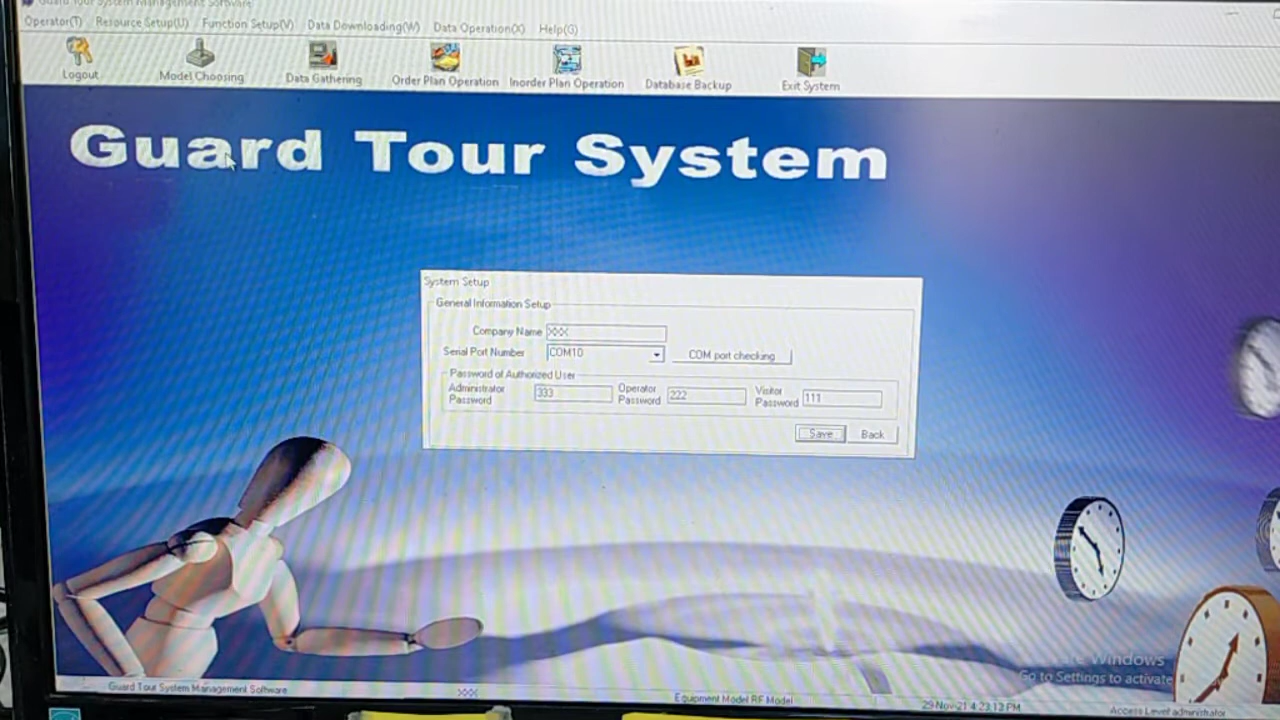 Guard Tour System Management Software
Operator(T) Resource Setup(U) Function Setup(V) Data Downloading(W) Data Operation(X) Help(G)
Logout Model Choosing Data Gathering Order Plan Operation Inorder Plan Operation Database Backup Exit System
Guard Tour System
System Setup
General Information Setup
Company Name XXX
Serial Port Number COM10 COM port checking
Password of Authorized User
Administrator Password 333 Operator Password 222 Visitor Password 111
Save Back
Windows
Go to Settings to activate
Guard Tour System Management Software XXX Equipment Model RF Model 29-Nov-21 4:23:13 PM Access Level administrator